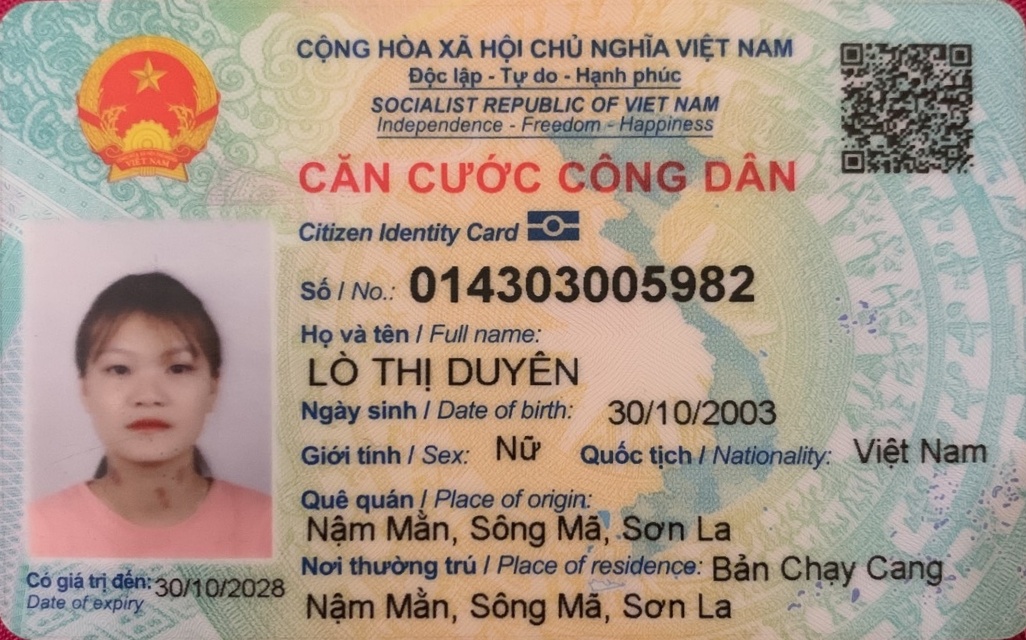 CỘNG HÒA XÃ HỘI CHỦ NGHĨA VIỆT NAM
Độc lập - Tự do - Hạnh phúc
SOCIALIST REPUBLIC OF VIET NAM
Independence - Freedom - Happiness
CĂN CƯỚC CÔNG DÂN
Citizen Identity Card
Số / No.: 014303005982
Họ và tên / Full name:
LÒ THỊ DUYÊN
Ngày sinh / Date of birth: 30/10/2003
Giới tính / Sex: Nữ Quốc tịch / Nationality: Việt Nam
Quê quán / Place of origin:
Nậm Mằn, Sông Mã, Sơn La
Nơi thường trú / Place of residence: Bản Chạy Cang
Nậm Mằn, Sông Mã, Sơn La
Có giá trị đến: 30/10/2028
Date of expiry
VIỆT NAM